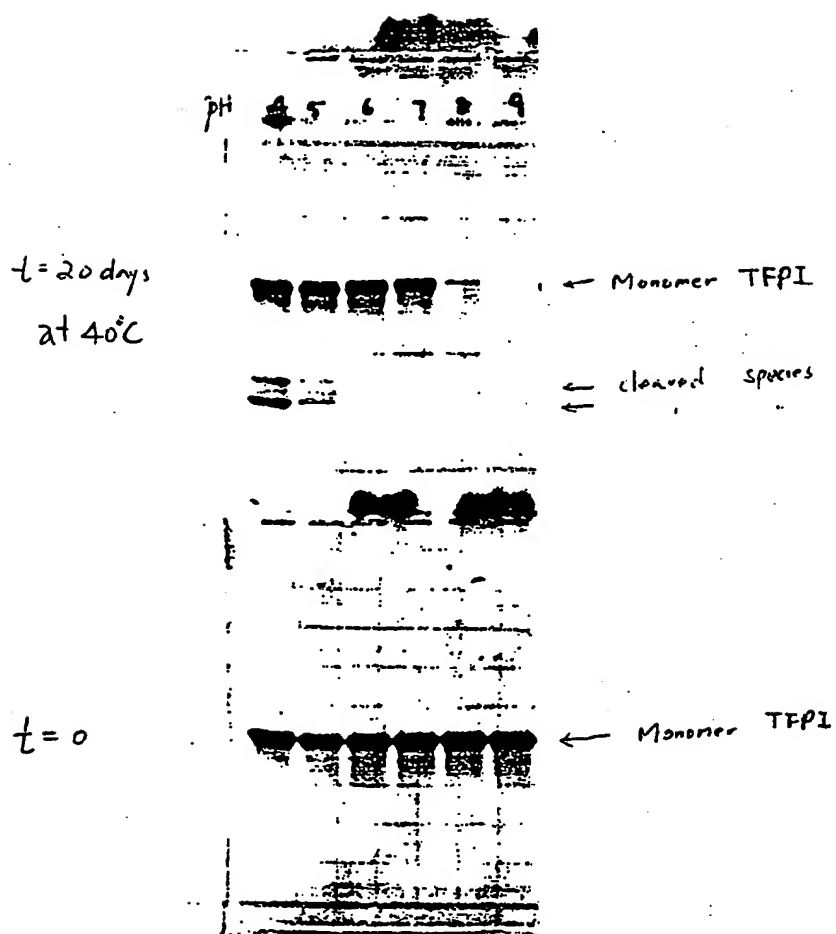 pH 4 5 6 7 8 9
t = 20 days
at 40°C
← Monomer TFPI
← cleaved species
← " "
t = 0
← Monomer TFPI